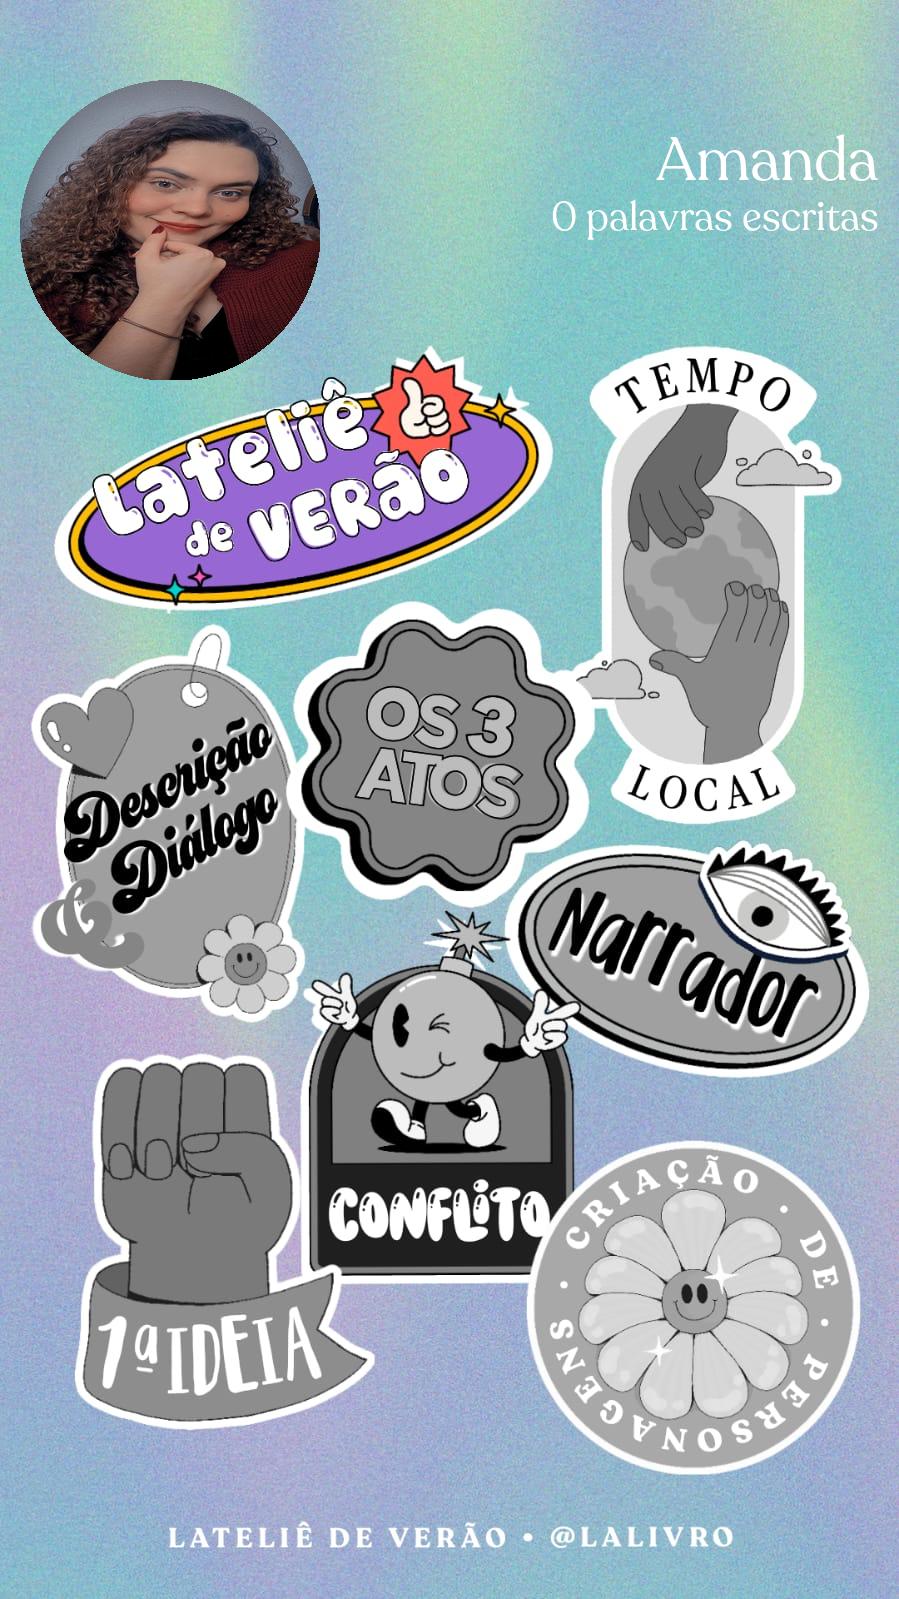 Amanda
0 palavras escritas
Lateliê
de VERÃO
TEMPO
LOCAL
Descrição
&
Diálogo
OS 3
ATOS
Narrador
CONFLITO
1ª IDEIA
CRIAÇÃO · DE · PERSONAGENS ·
LATELIÊ DE VERÃO • @LALIVRO